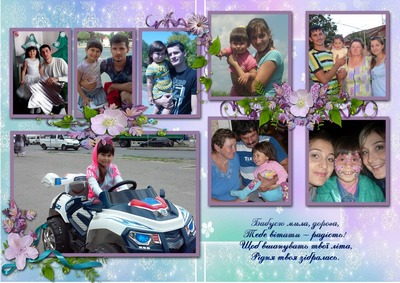 Бабусю мила, дорога,
Тебе вітати – радість!
Щоб вшанувать твої літа,
Рідня твоя зібралась.